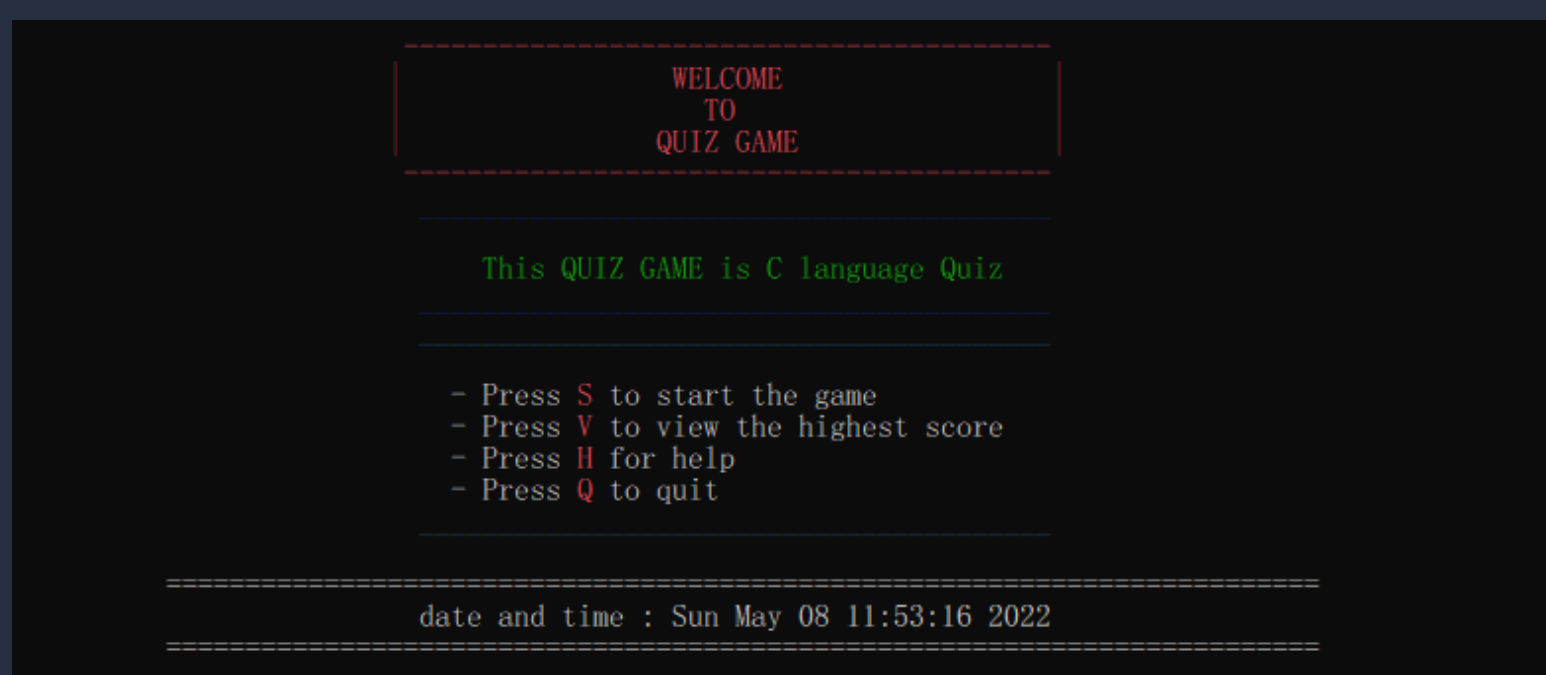 WELCOME
TO
QUIZ GAME
This QUIZ GAME is C language Quiz
- Press S to start the game
- Press V to view the highest score
- Press H for help
- Press Q to quit
date and time : Sun May 08 11:53:16 2022